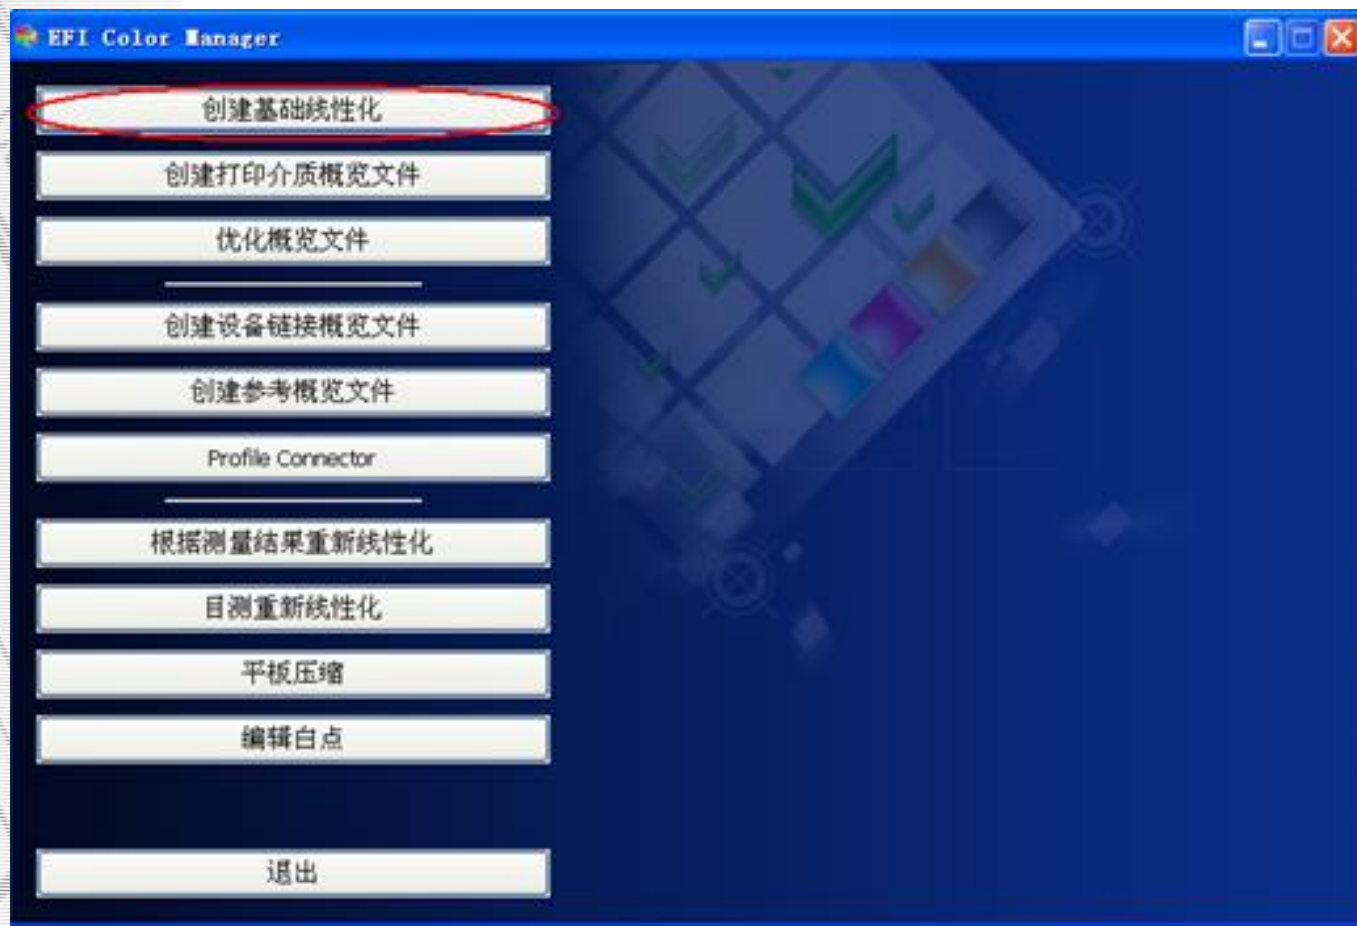 EFI Color Manager
创建基础线性化
创建打印介质概览文件
优化概览文件
创建设备链接概览文件
创建参考概览文件
Profile Connector
根据测量结果重新线性化
目测重新线性化
平板压缩
编辑白点
退出